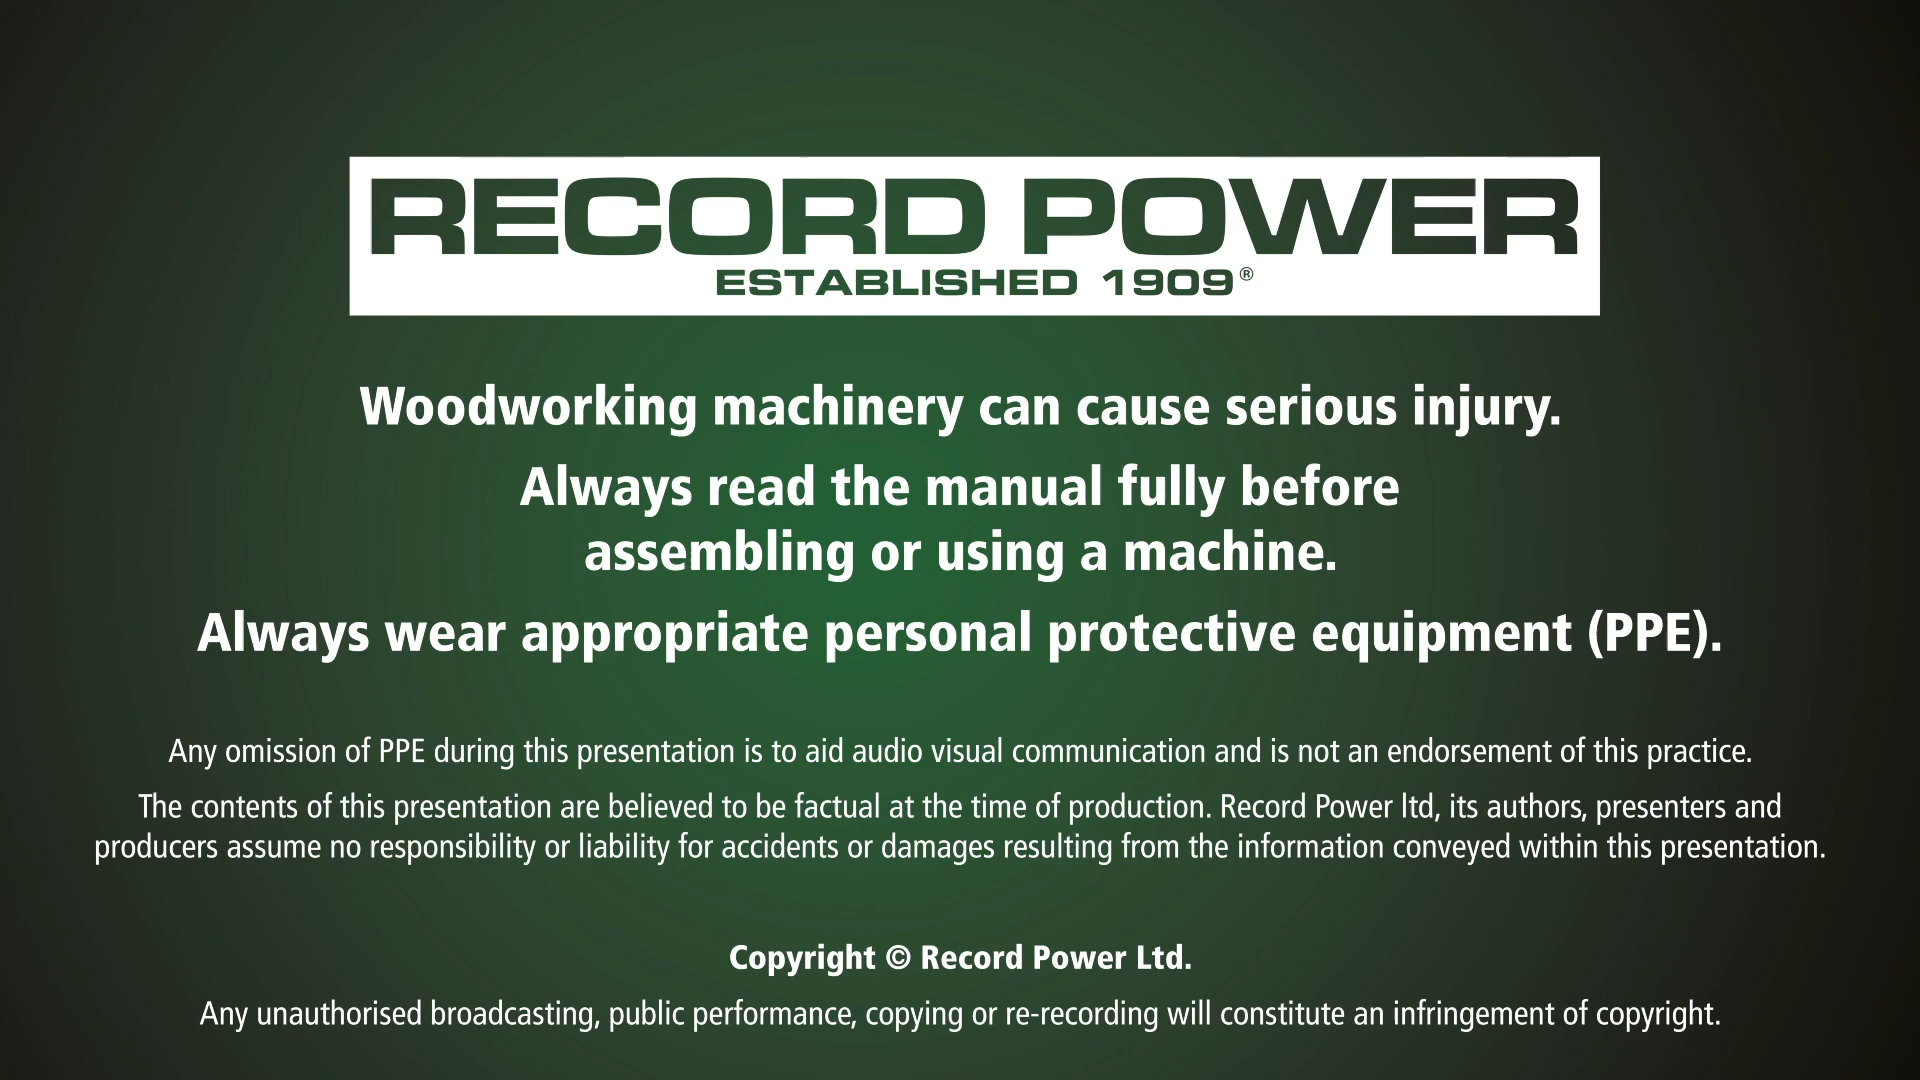 RECORD POWER
ESTABLISHED 1909®
Woodworking machinery can cause serious injury.
Always read the manual fully before
assembling or using a machine.
Always wear appropriate personal protective equipment (PPE).
Any omission of PPE during this presentation is to aid audio visual communication and is not an endorsement of this practice.
The contents of this presentation are believed to be factual at the time of production. Record Power ltd, its authors, presenters and
producers assume no responsibility or liability for accidents or damages resulting from the information conveyed within this presentation.
Copyright © Record Power Ltd.
Any unauthorised broadcasting, public performance, copying or re-recording will constitute an infringement of copyright.